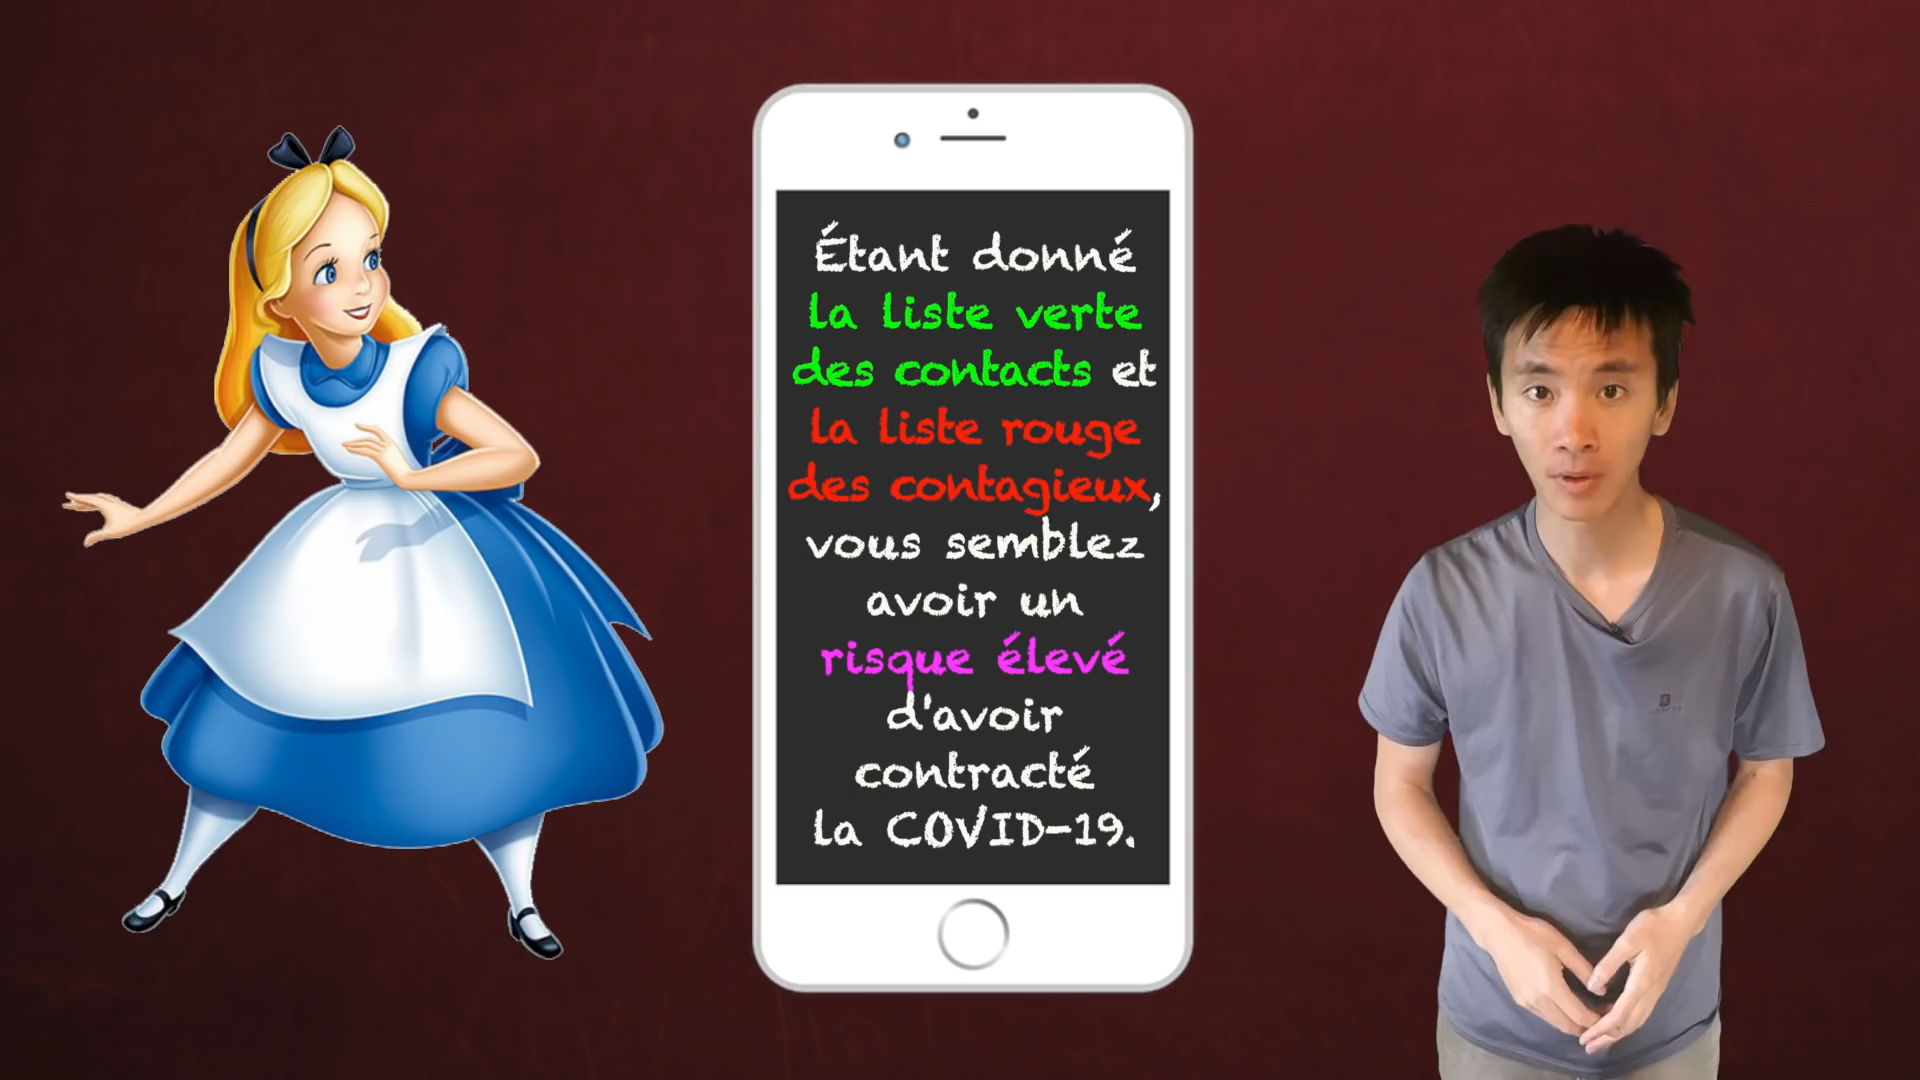 Étant donné
la liste verte
des contacts et
la liste rouge
des contagieux,
vous semblez
avoir un
risque élevé
d'avoir
contracté
la COVID-19.